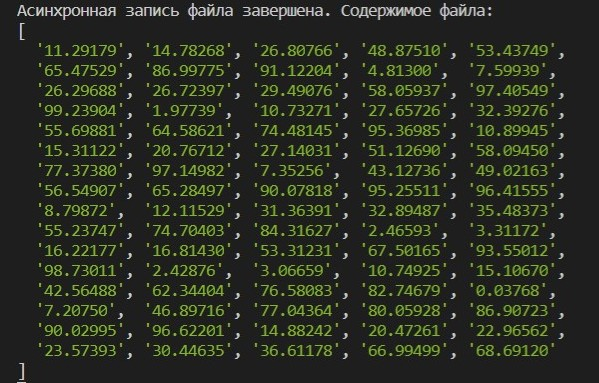 Асинхронная запись файла завершена. Содержимое файла:
[
'11.29179', '14.78268', '26.80766', '48.87510', '53.43749',
'65.47529', '86.99775', '91.12204', '4.81300', '7.59939',
'26.29688', '26.72397', '29.49076', '58.05937', '97.40549',
'99.23904', '1.97739', '10.73271', '27.65726', '32.39276',
'55.69881', '64.58621', '74.48145', '95.36985', '10.89945',
'15.31122', '20.76712', '27.14031', '51.12690', '58.09450',
'77.37380', '97.14982', '7.35256', '43.12736', '49.02163',
'56.54907', '65.28497', '90.07818', '95.25511', '96.41555',
'8.79872', '12.11529', '31.36391', '32.89487', '35.48373',
'55.23747', '74.70403', '84.31627', '2.46593', '3.31172',
'16.22177', '16.81430', '53.31231', '67.50165', '93.55012',
'98.73011', '2.42876', '3.06659', '10.74925', '15.10670',
'42.56488', '62.34404', '76.58083', '82.74679', '0.03768',
'7.20750', '46.89716', '77.04364', '80.05928', '86.90723',
'90.02995', '96.62201', '14.88242', '20.47261', '22.96562',
'23.57393', '30.44635', '36.61178', '66.99499', '68.69120'
]